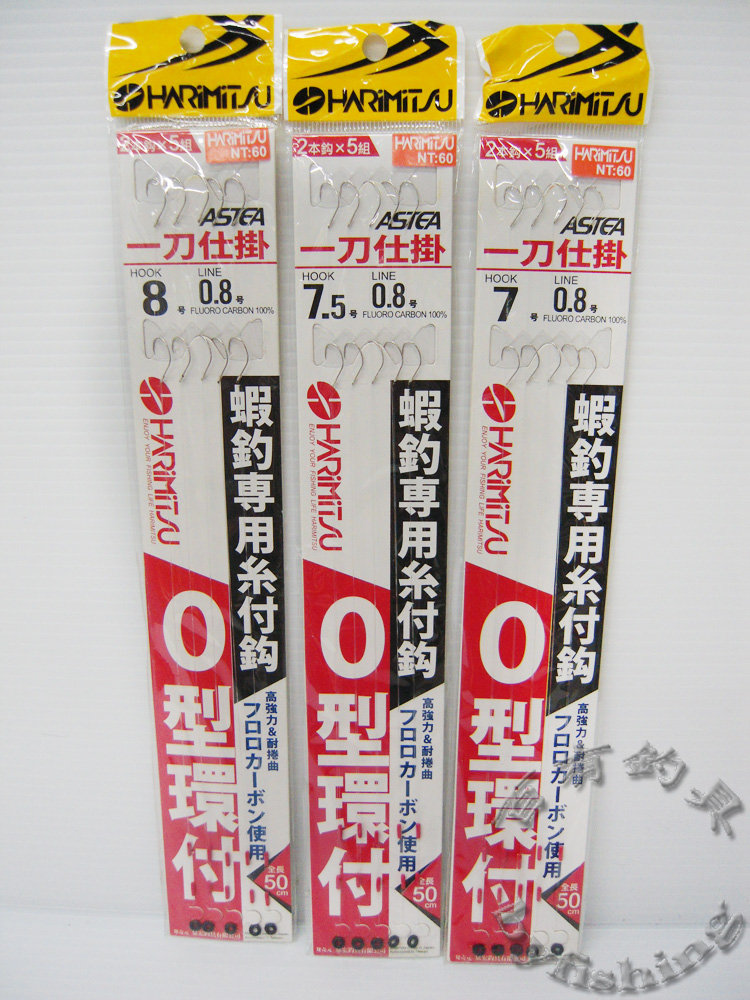 HARIMITSU
2本鈎×5組
HARIMITSU
NT:60
ASTEA
一刀仕掛
HOOK 8号
LINE 0.8号
FLUORO CARBON 100%
HARIMITSU
ENJOY YOUR FISHING LIFE HARIMITSU
蝦釣専用糸付鈎
O型環付
高強力&耐捲曲
フロロカーボン使用
全長
50cm
HARIMITSU
2本鈎×5組
HARIMITSU
NT:60
ASTEA
一刀仕掛
HOOK 7.5号
LINE 0.8号
FLUORO CARBON 100%
HARIMITSU
ENJOY YOUR FISHING LIFE HARIMITSU
蝦釣専用糸付鈎
O型環付
高強力&耐捲曲
フロロカーボン使用
全長
50cm
HARIMITSU
2本鈎×5組
HARIMITSU
NT:60
ASTEA
一刀仕掛
HOOK 7号
LINE 0.8号
FLUORO CARBON 100%
HARIMITSU
ENJOY YOUR FISHING LIFE HARIMITSU
蝦釣専用糸付鈎
O型環付
高強力&耐捲曲
フロロカーボン使用
全長
50cm
釣具
fishing